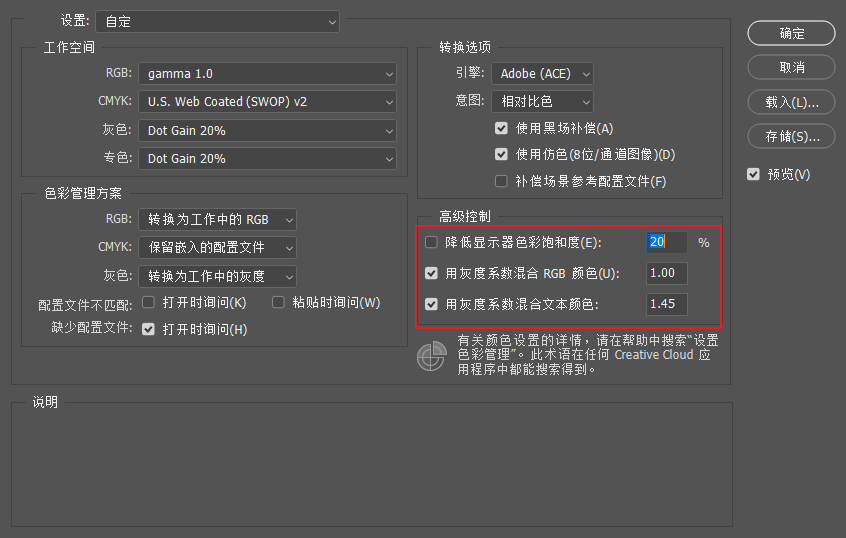 设置: 自定
确定
取消
载入(L)...
存储(S)...
预览(V)
工作空间
RGB: gamma 1.0
CMYK: U.S. Web Coated (SWOP) v2
灰色: Dot Gain 20%
专色: Dot Gain 20%
色彩管理方案
RGB: 转换为工作中的 RGB
CMYK: 保留嵌入的配置文件
灰色: 转换为工作中的灰度
配置文件不匹配: 打开时询问(K) 粘贴时询问(W)
缺少配置文件: 打开时询问(H)
转换选项
引擎: Adobe (ACE)
意图: 相对比色
使用黑场补偿(A)
使用仿色(8位/通道图像)(D)
补偿场景参考配置文件(F)
高级控制
降低显示器色彩饱和度(E): 20 %
用灰度系数混合 RGB 颜色(U): 1.00
用灰度系数混合文本颜色: 1.45
有关颜色设置的详情，请在帮助中搜索“设置
色彩管理”。此术语在任何 Creative Cloud 应
用程序中都能搜索得到。
说明